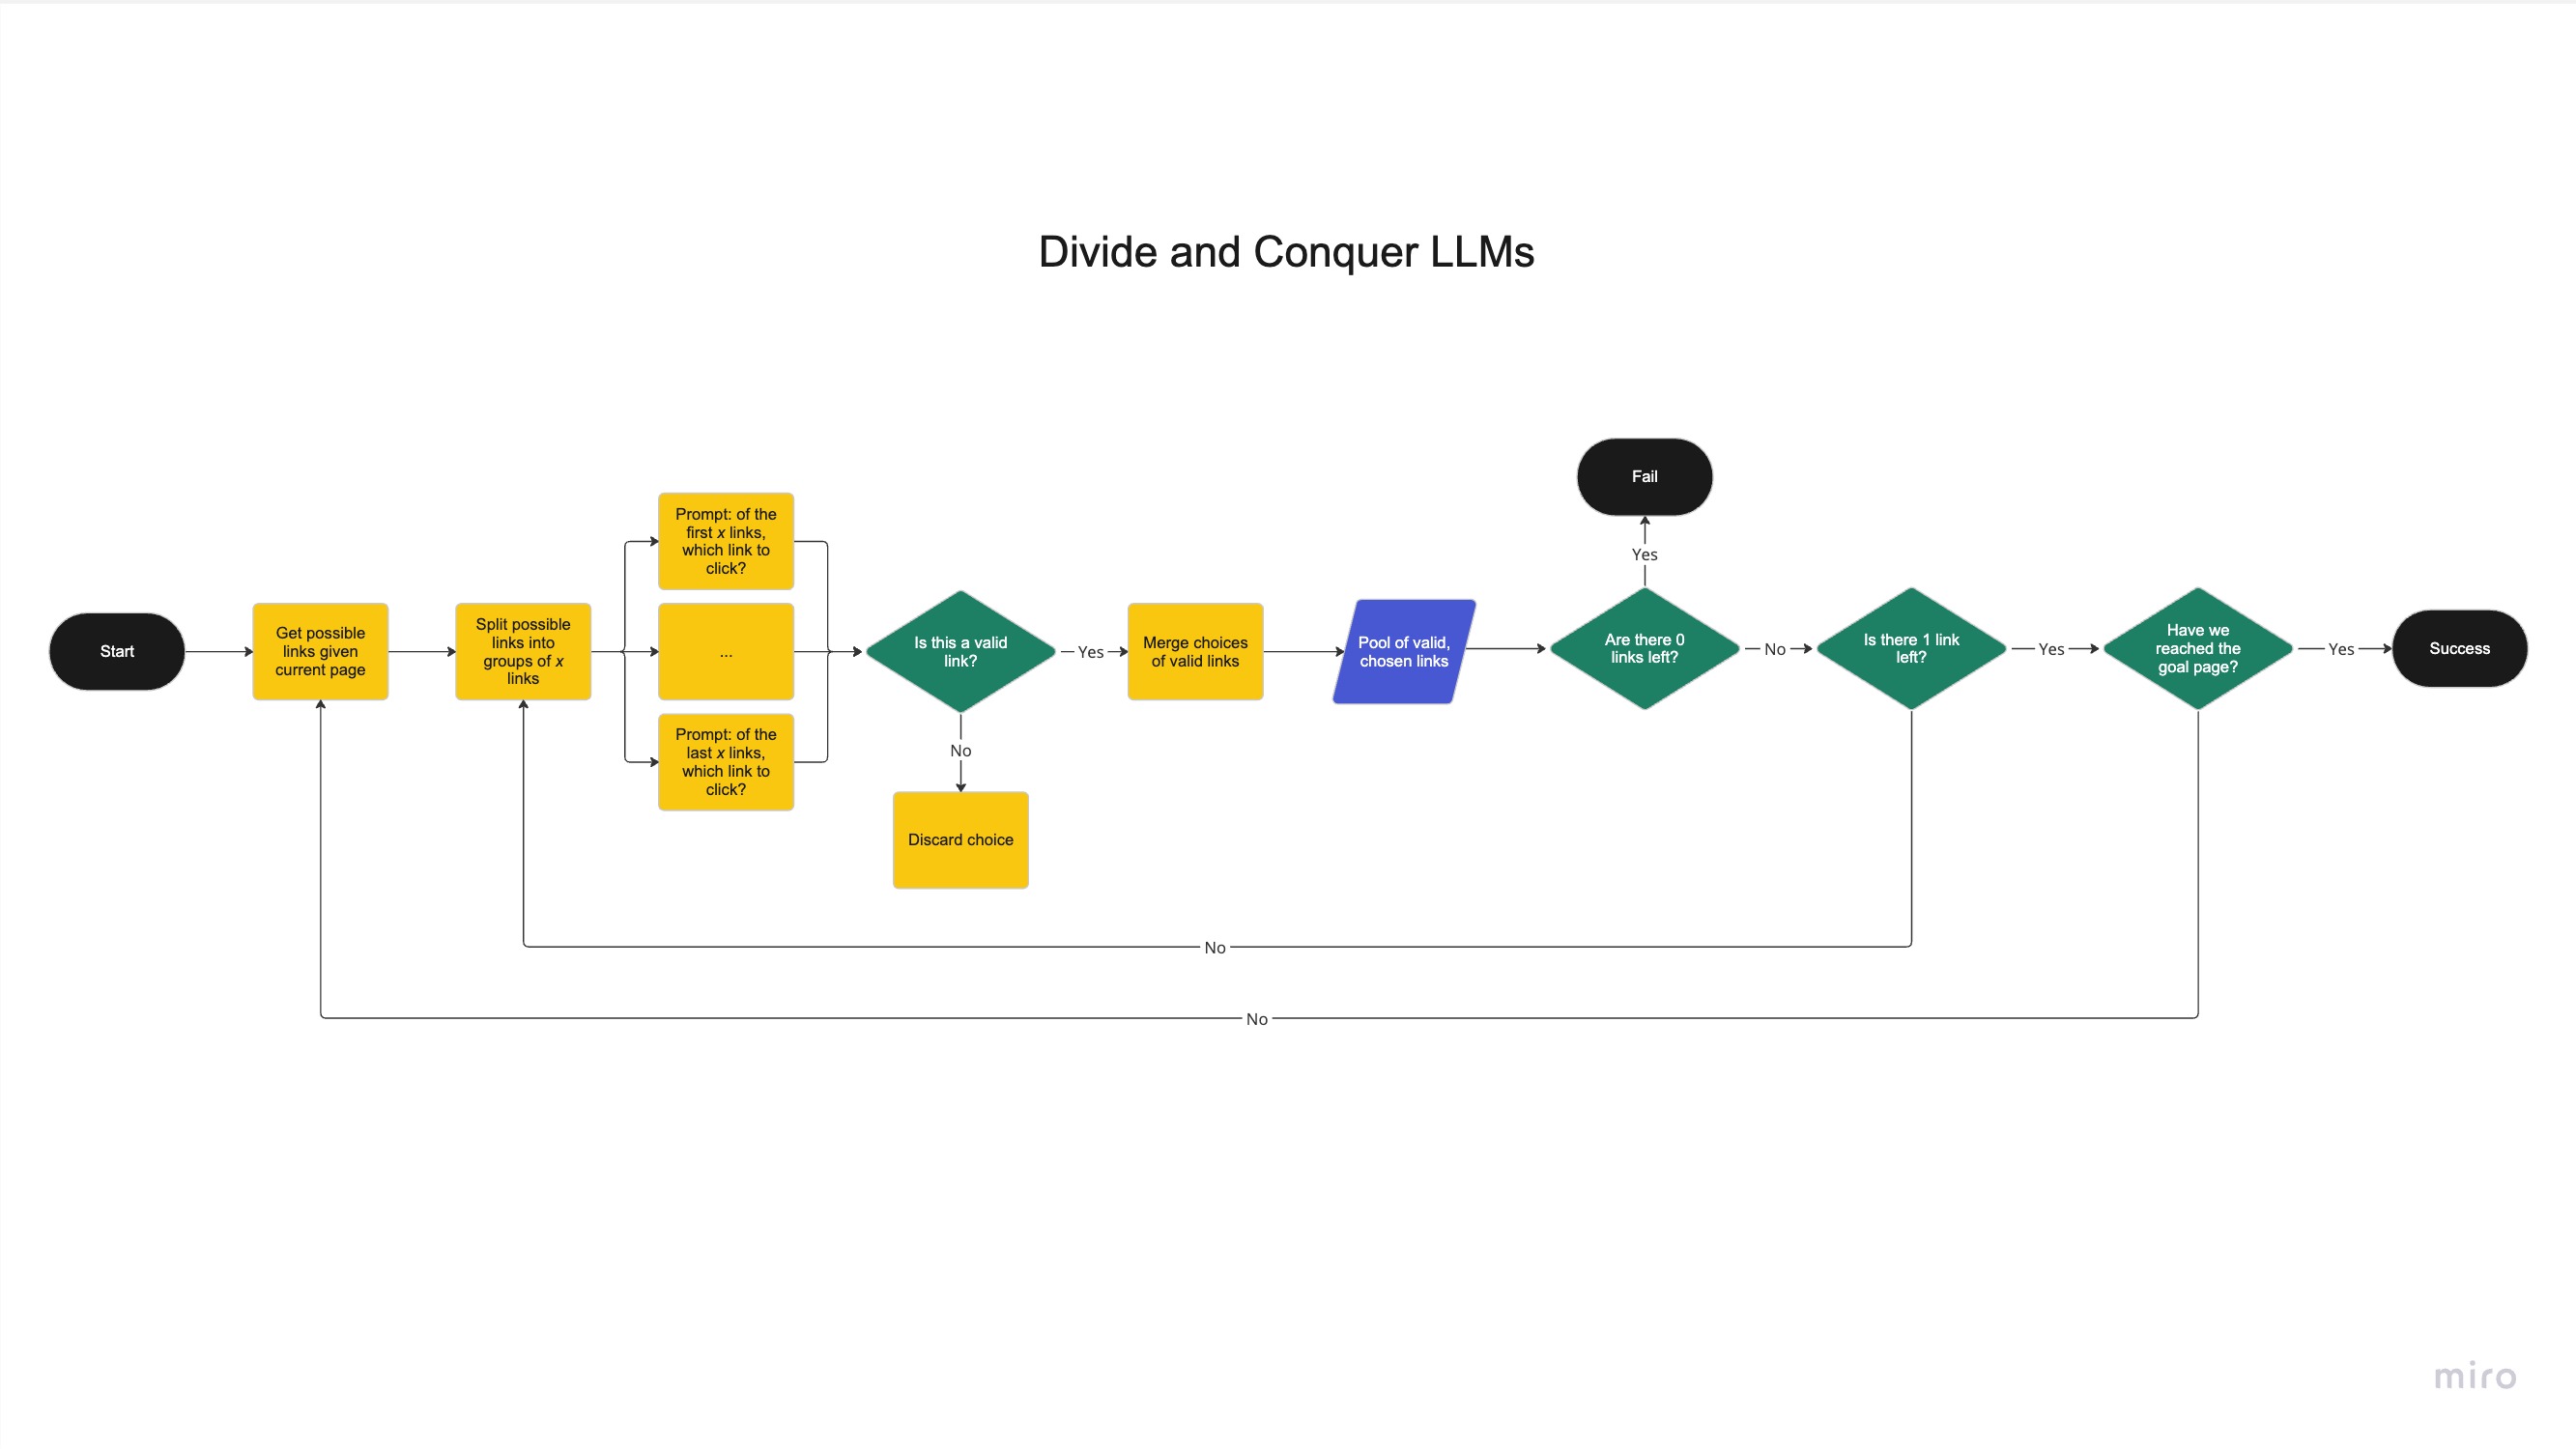 Divide and Conquer LLMs
Start
Get possible
links given
current page
Split possible
links into
groups of x
links
Prompt: of the
first x links,
which link to
click?
...
Prompt: of the
last x links,
which link to
click?
Is this a valid
link?
No
Discard choice
Yes
Merge choices
of valid links
Pool of valid,
chosen links
Are there 0
links left?
Yes
Fail
No
Is there 1 link
left?
Yes
Have we
reached the
goal page?
Yes
Success
No
No
miro